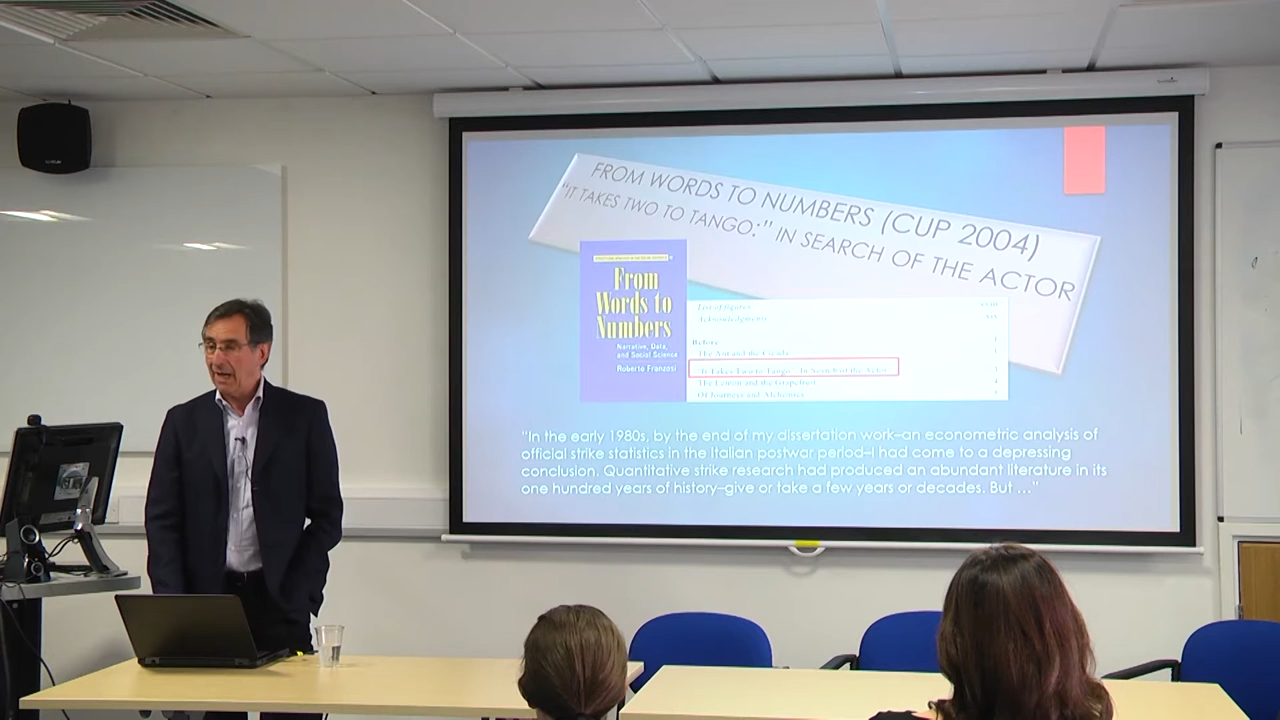 FROM WORDS TO NUMBERS (CUP 2004)
"IT TAKES TWO TO TANGO:" IN SEARCH OF THE ACTOR
From
Words to
Numbers
Narrative, Data,
and Social Science
Roberto Franzosi
List of figures
Acknowledgments
Before
The Ant and the Cicada
"It Takes Two to Tango": In Search of the Actor
The Lemon and the Grapefruit
Of Journeys and Alchemies
"In the early 1980s, by the end of my dissertation work–an econometric analysis of
official strike statistics in the Italian postwar period–I had come to a depressing
conclusion. Quantitative strike research had produced an abundant literature in its
one hundred years of history–give or take a few years or decades. But ..."